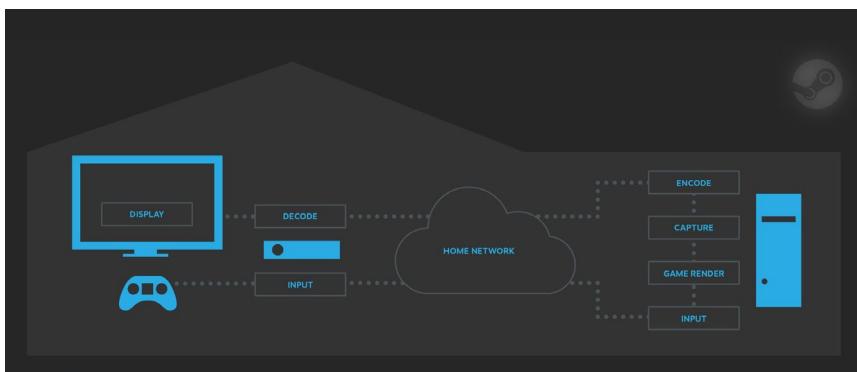 DISPLAY
DECODE
INPUT
HOME NETWORK
ENCODE
CAPTURE
GAME RENDER
INPUT